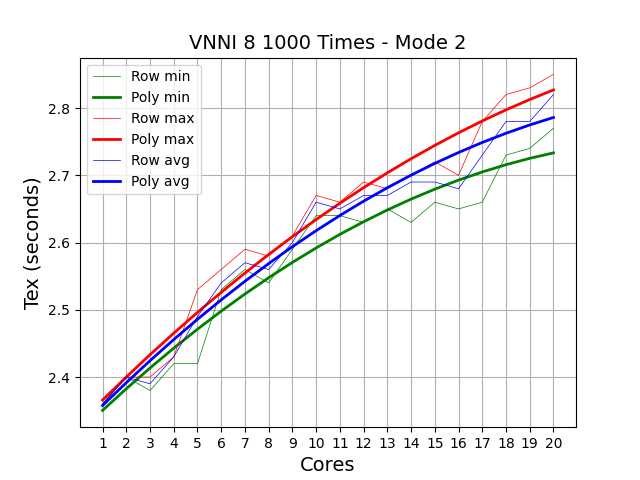 VNNI 8 1000 Times - Mode 2
Row min
Poly min
Row max
Poly max
Row avg
Poly avg
Tex (seconds)
2.8
2.7
2.6
2.5
2.4
1 2 3 4 5 6 7 8 9 10 11 12 13 14 15 16 17 18 19 20
Cores